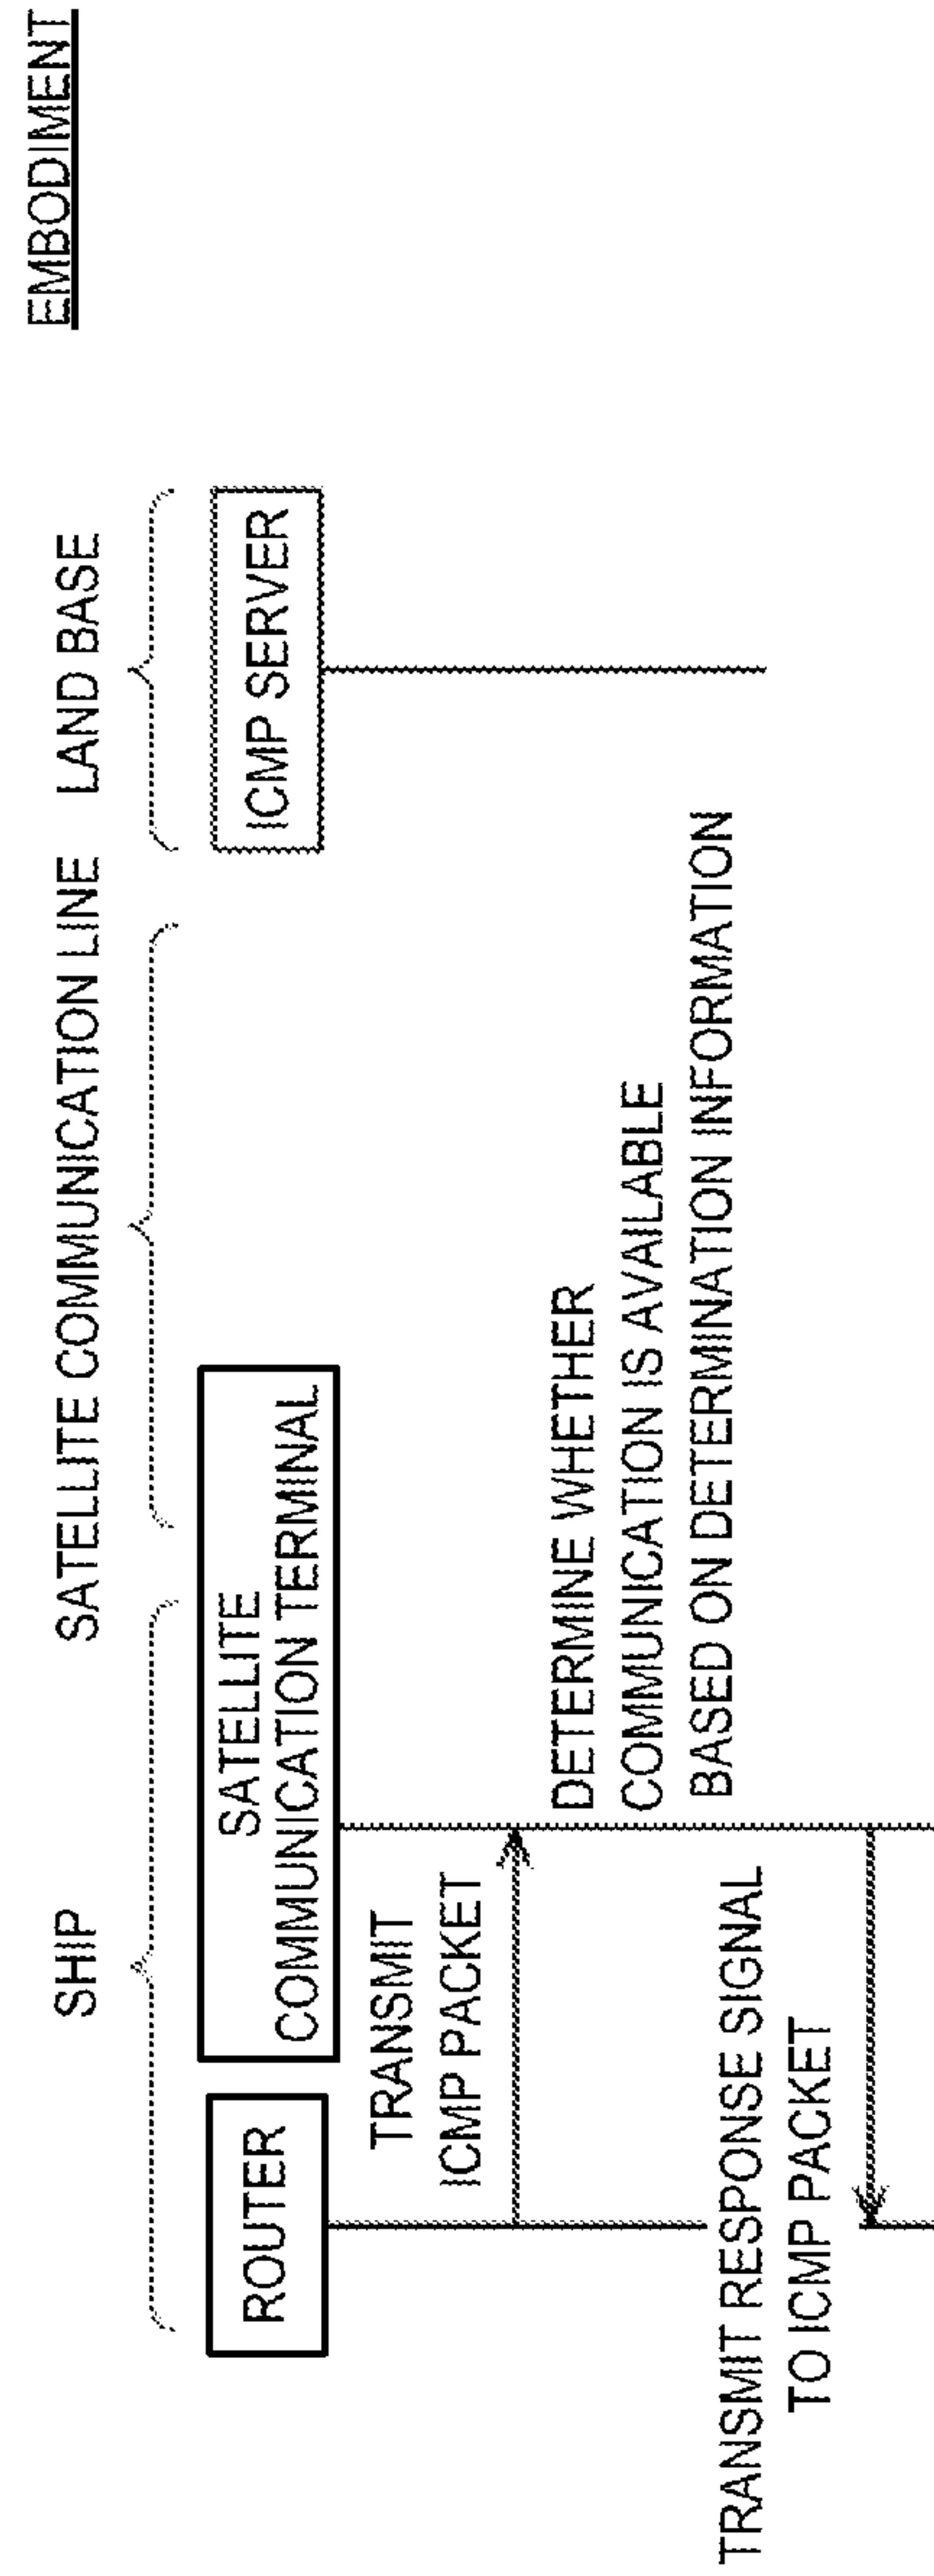 EMBODIMENT
SHIP
SATELLITE COMMUNICATION LINE
LAND BASE
ROUTER
SATELLITE
COMMUNICATION TERMINAL
ICMP SERVER
TRANSMIT
ICMP PACKET
DETERMINE WHETHER
COMMUNICATION IS AVAILABLE
BASED ON DETERMINATION INFORMATION
TRANSMIT RESPONSE SIGNAL
TO ICMP PACKET